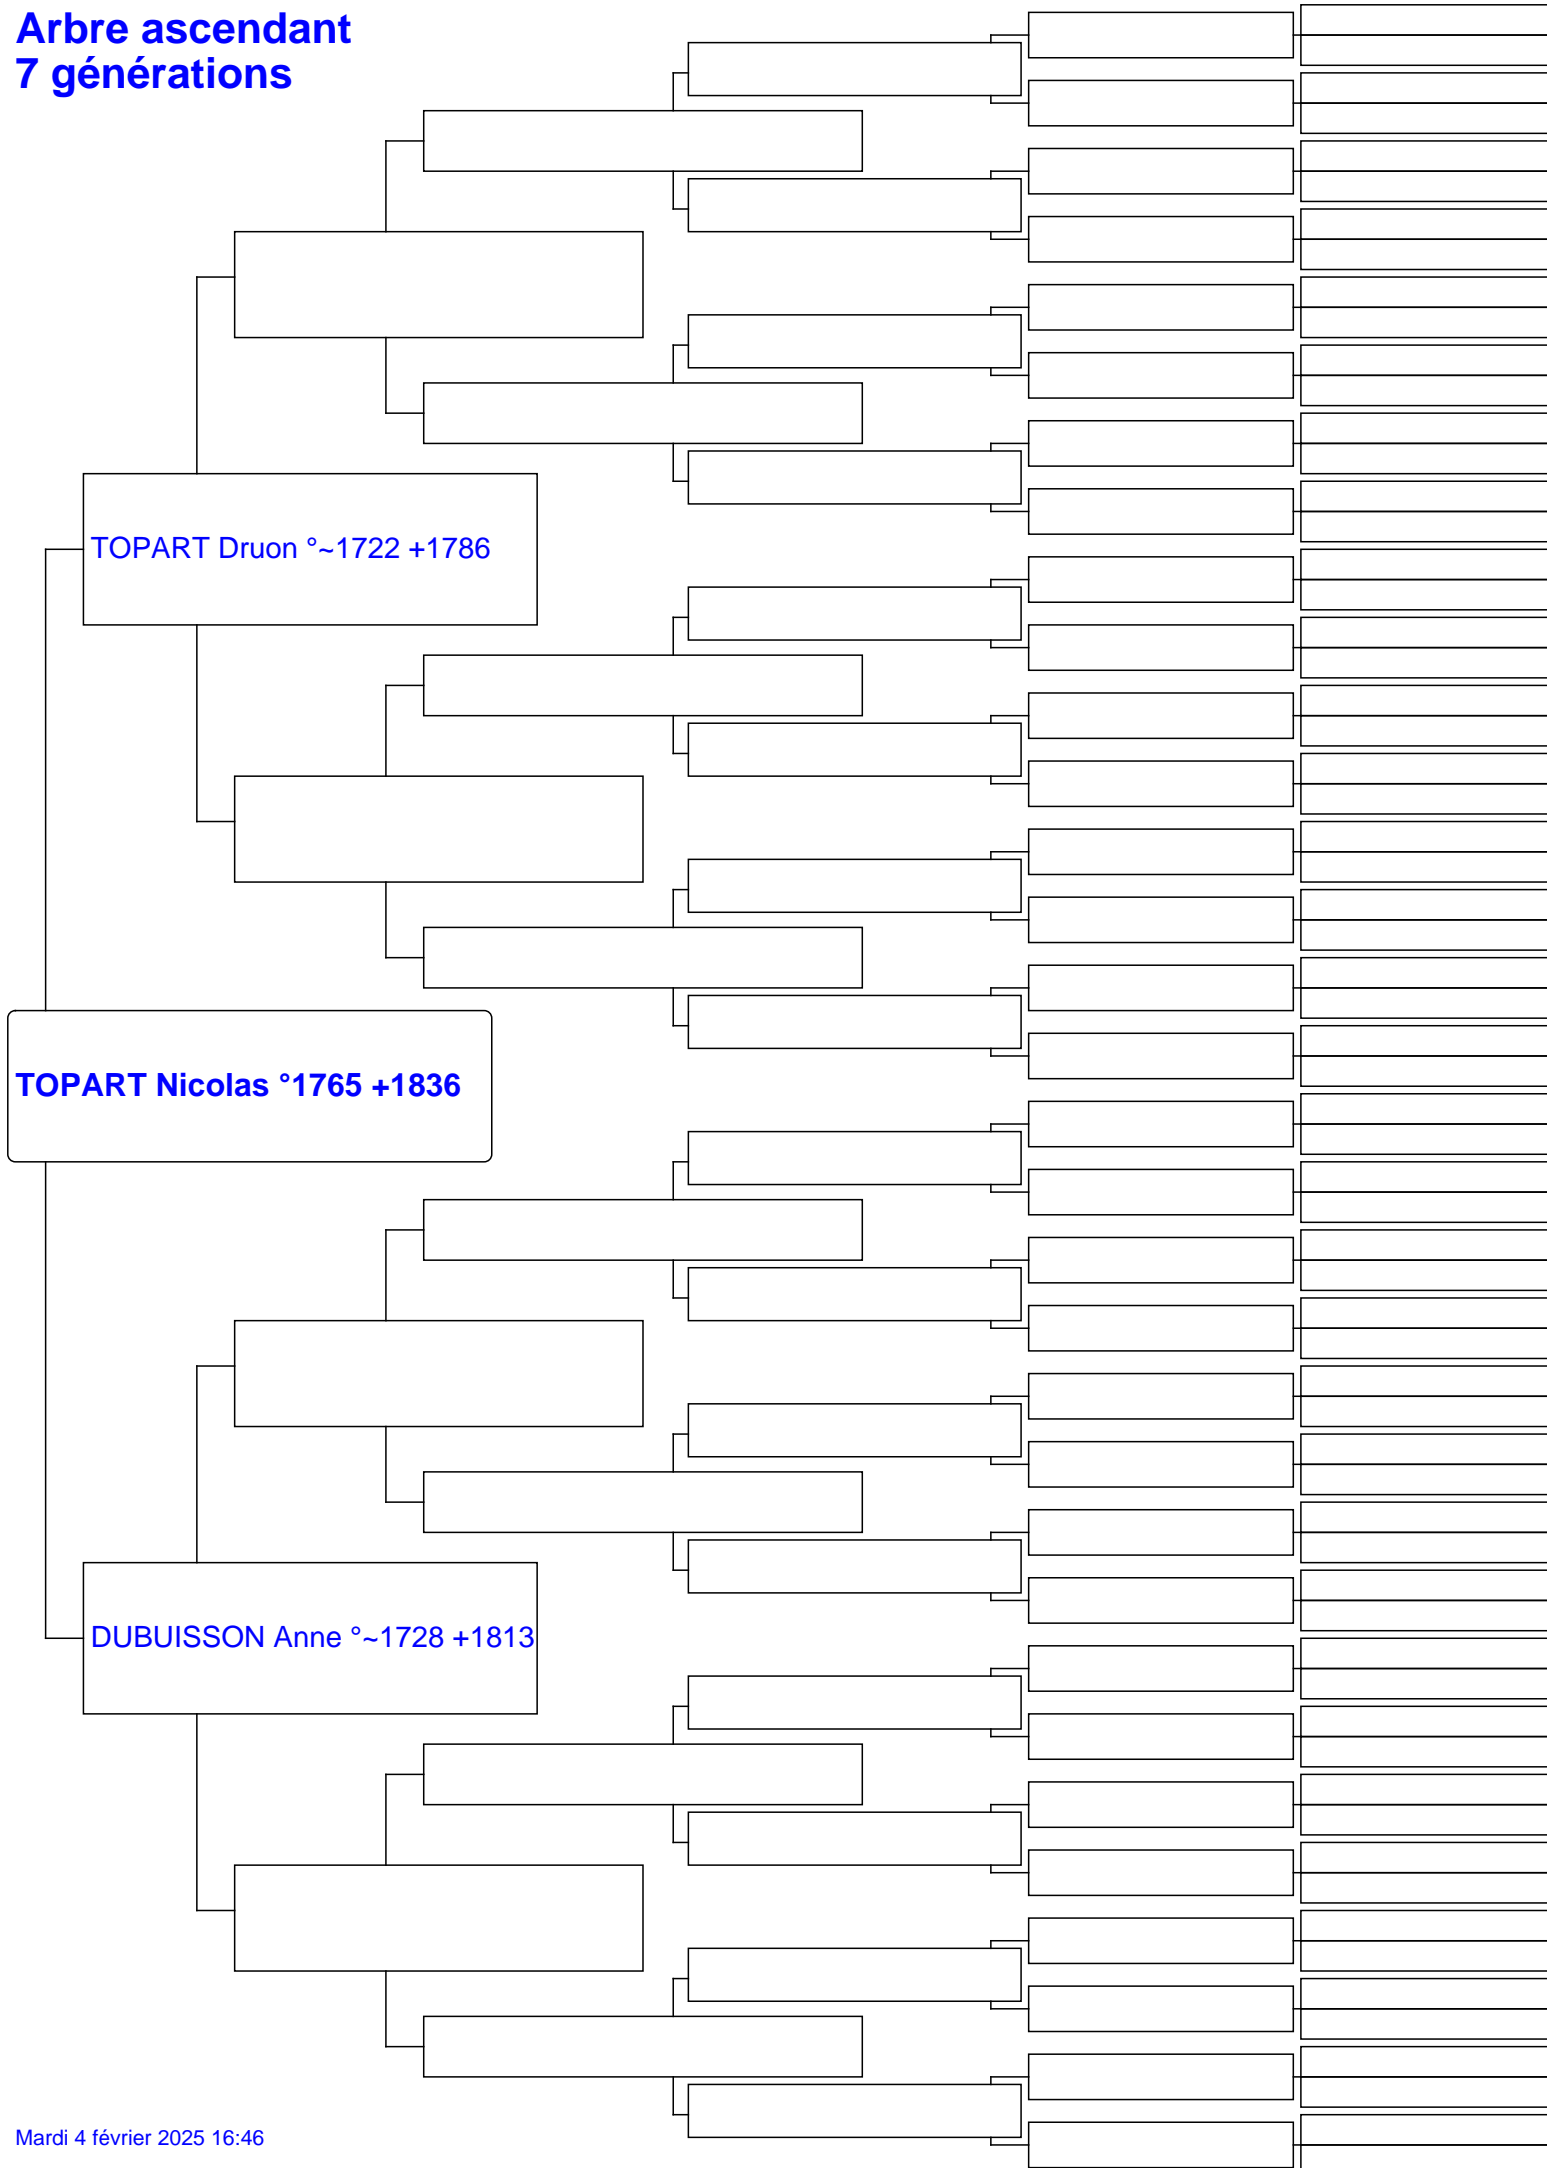 Arbre ascendant
7 générations
TOPART Druon °~1722 +1786
TOPART Nicolas °1765 +1836
DUBUISSON Anne °~1728 +1813
Mardi 4 février 2025 16:46